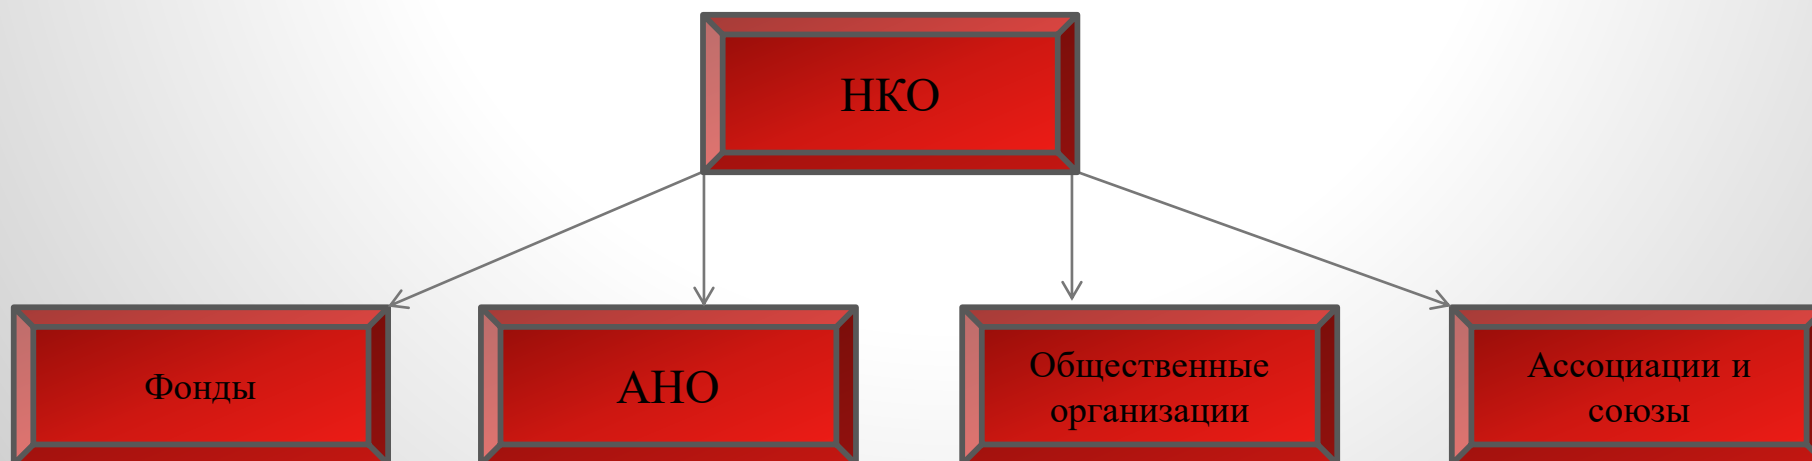 НКО
Фонды
АНО
Общественные
организации
Ассоциации и
союзы